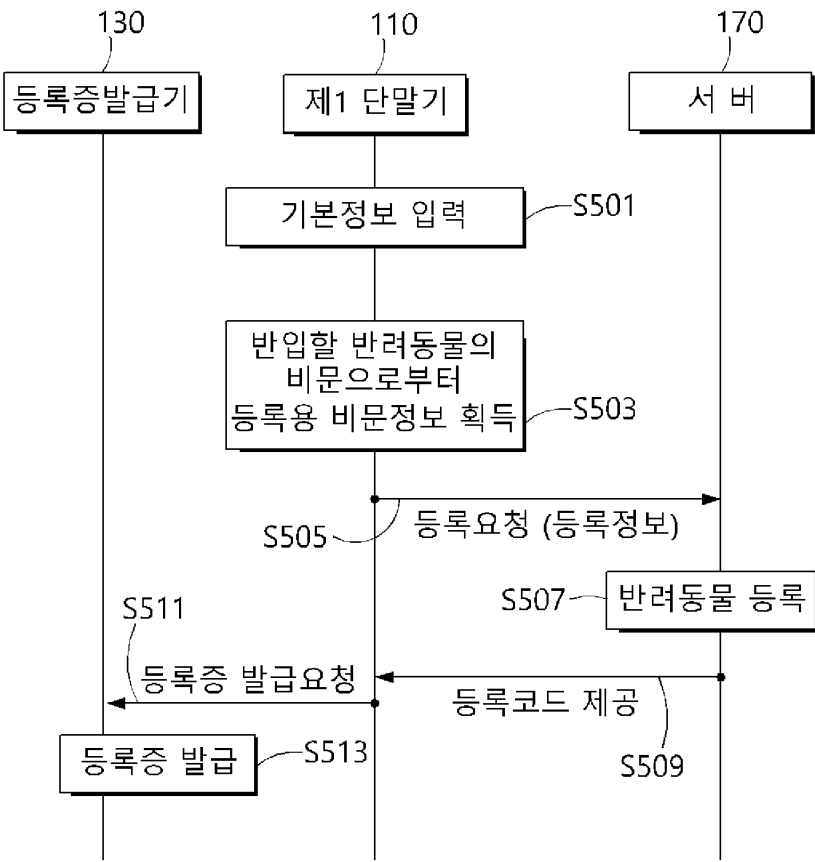 130
110
170
등록증발급기
제1 단말기
서 버
기본정보 입력
S501
반입할 반려동물의
비문으로부터
등록용 비문정보 획득
S503
S505
등록요청 (등록정보)
S507
반려동물 등록
S511
등록증 발급요청
등록코드 제공
S509
등록증 발급
S513